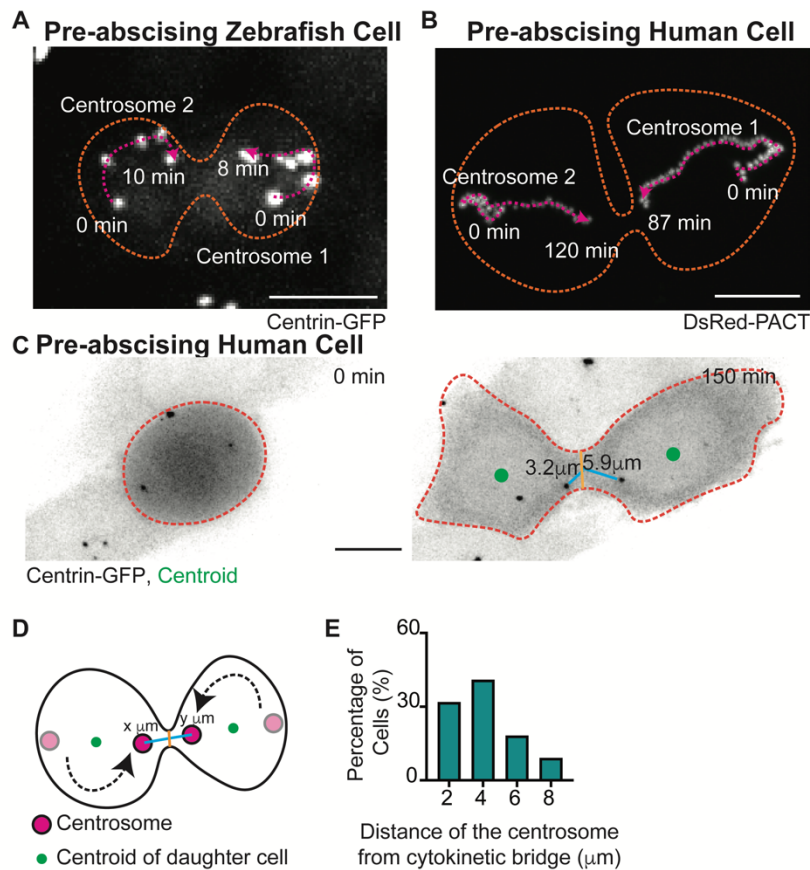 A Pre-abscising Zebrafish Cell
Centrosome 2
10 min
8 min
0 min
0 min
Centrosome 1
Centrin-GFP
B Pre-abscising Human Cell
Centrosome 1
Centrosome 2
0 min
0 min
87 min
120 min
DsRed-PACT
C Pre-abscising Human Cell
0 min
150 min
3.2μm
5.9μm
Centrin-GFP, Centroid
D
x μm
y μm
Centrosome
Centroid of daughter cell
E
Percentage of
Cells (%)
60
30
0
2 4 6 8
Distance of the centrosome
from cytokinetic bridge (μm)